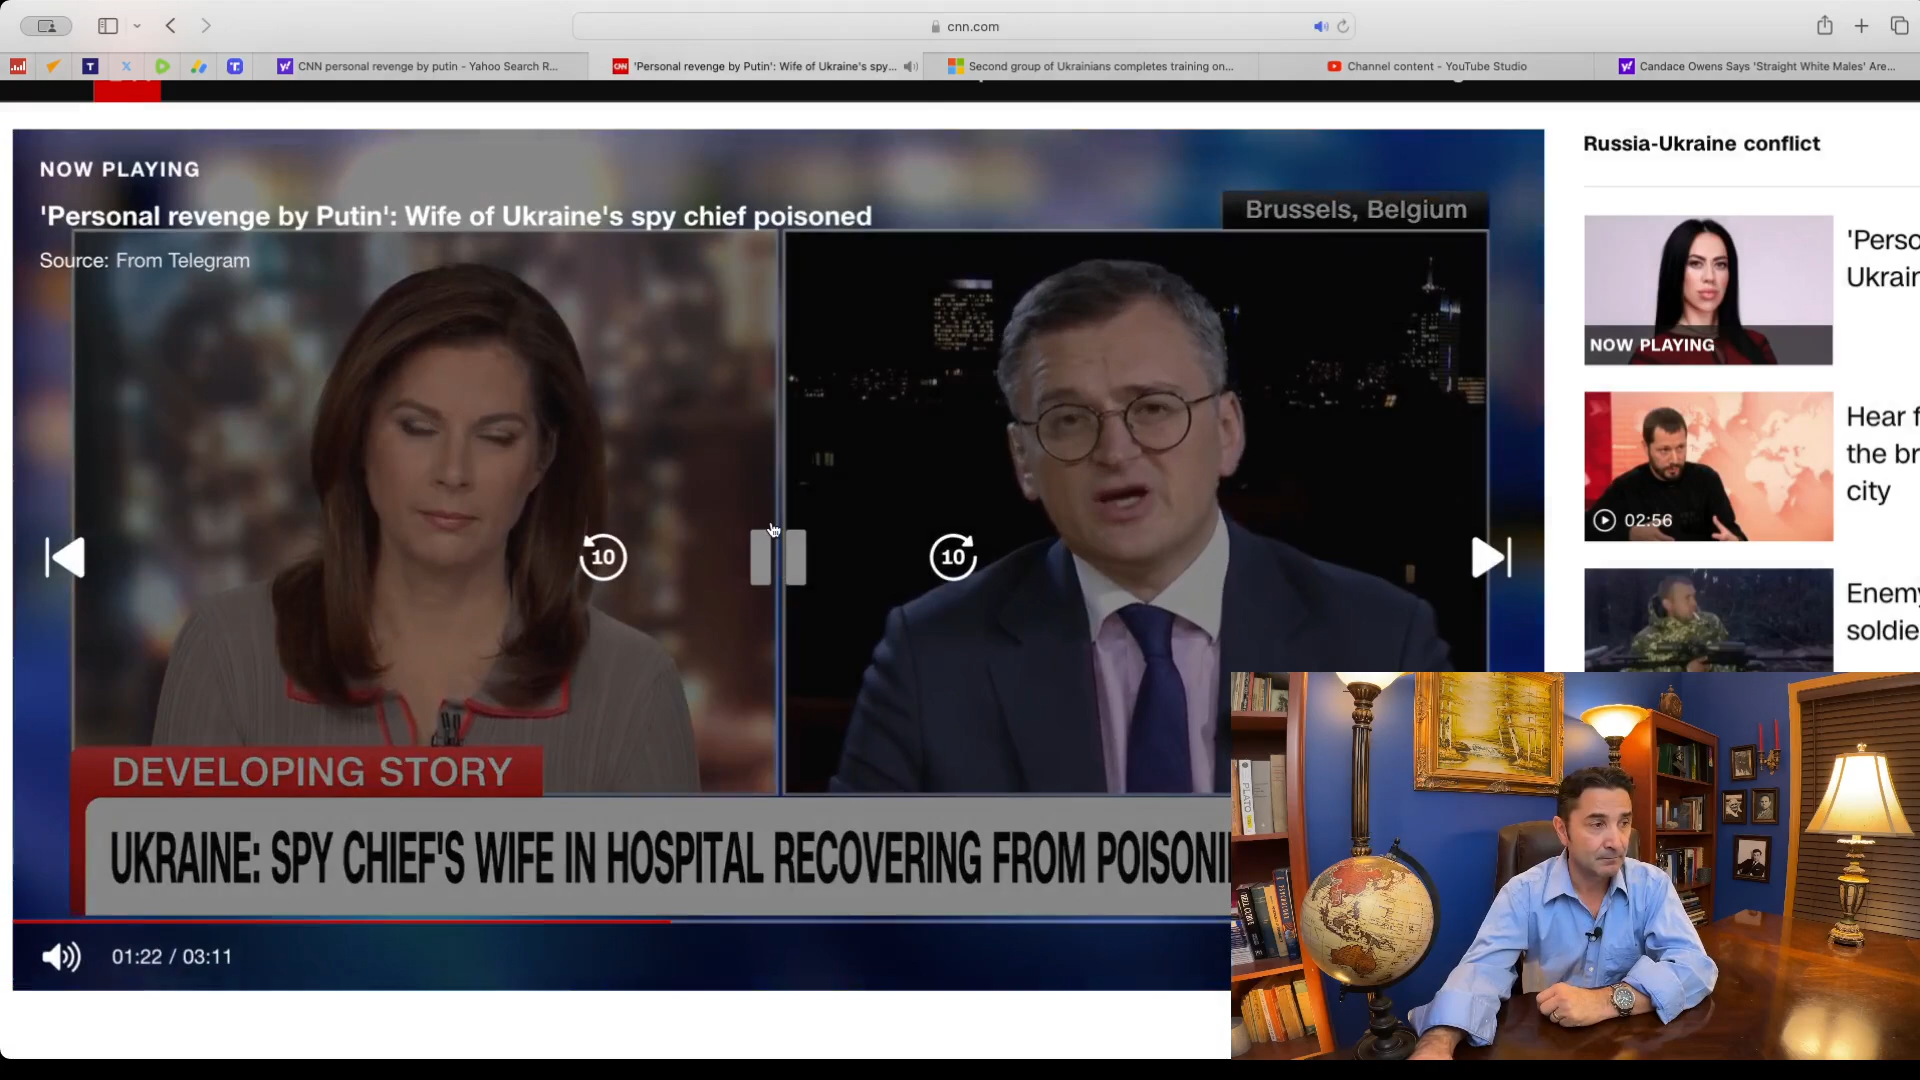 cnn.com
CNN personal revenge by putin - Yahoo Search R...
'Personal revenge by Putin': Wife of Ukraine's spy...
Second group of Ukrainians completes training on...
Channel content - YouTube Studio
Candace Owens Says 'Straight White Males' Are...
NOW PLAYING
'Personal revenge by Putin': Wife of Ukraine's spy chief poisoned
Source: From Telegram
Brussels, Belgium
10
10
DEVELOPING STORY
UKRAINE: SPY CHIEF'S WIFE IN HOSPITAL RECOVERING FROM POISONI
01:22 / 03:11
Russia-Ukraine conflict
NOW PLAYING
'Perso
Ukrain
02:56
Hear f
the br
city
Enemy
soldie
PLATO